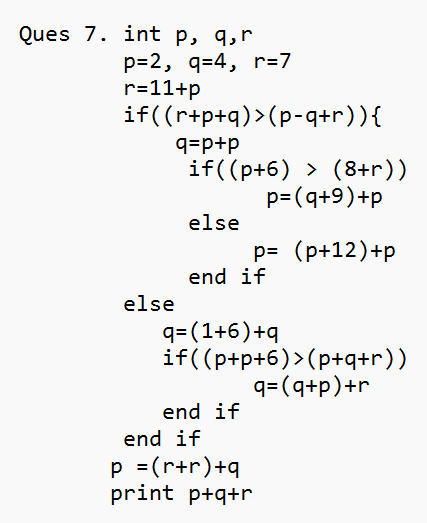 Ques 7. int p, q,r
p=2, q=4, r=7
r=11+p
if((r+p+q)>(p-q+r)){
q=p+p
if((p+6) > (8+r))
p=(q+9)+p
else
p= (p+12)+p
end if
else
q=(1+6)+q
if((p+p+6)>(p+q+r))
q=(q+p)+r
end if
end if
p =(r+r)+q
print p+q+r